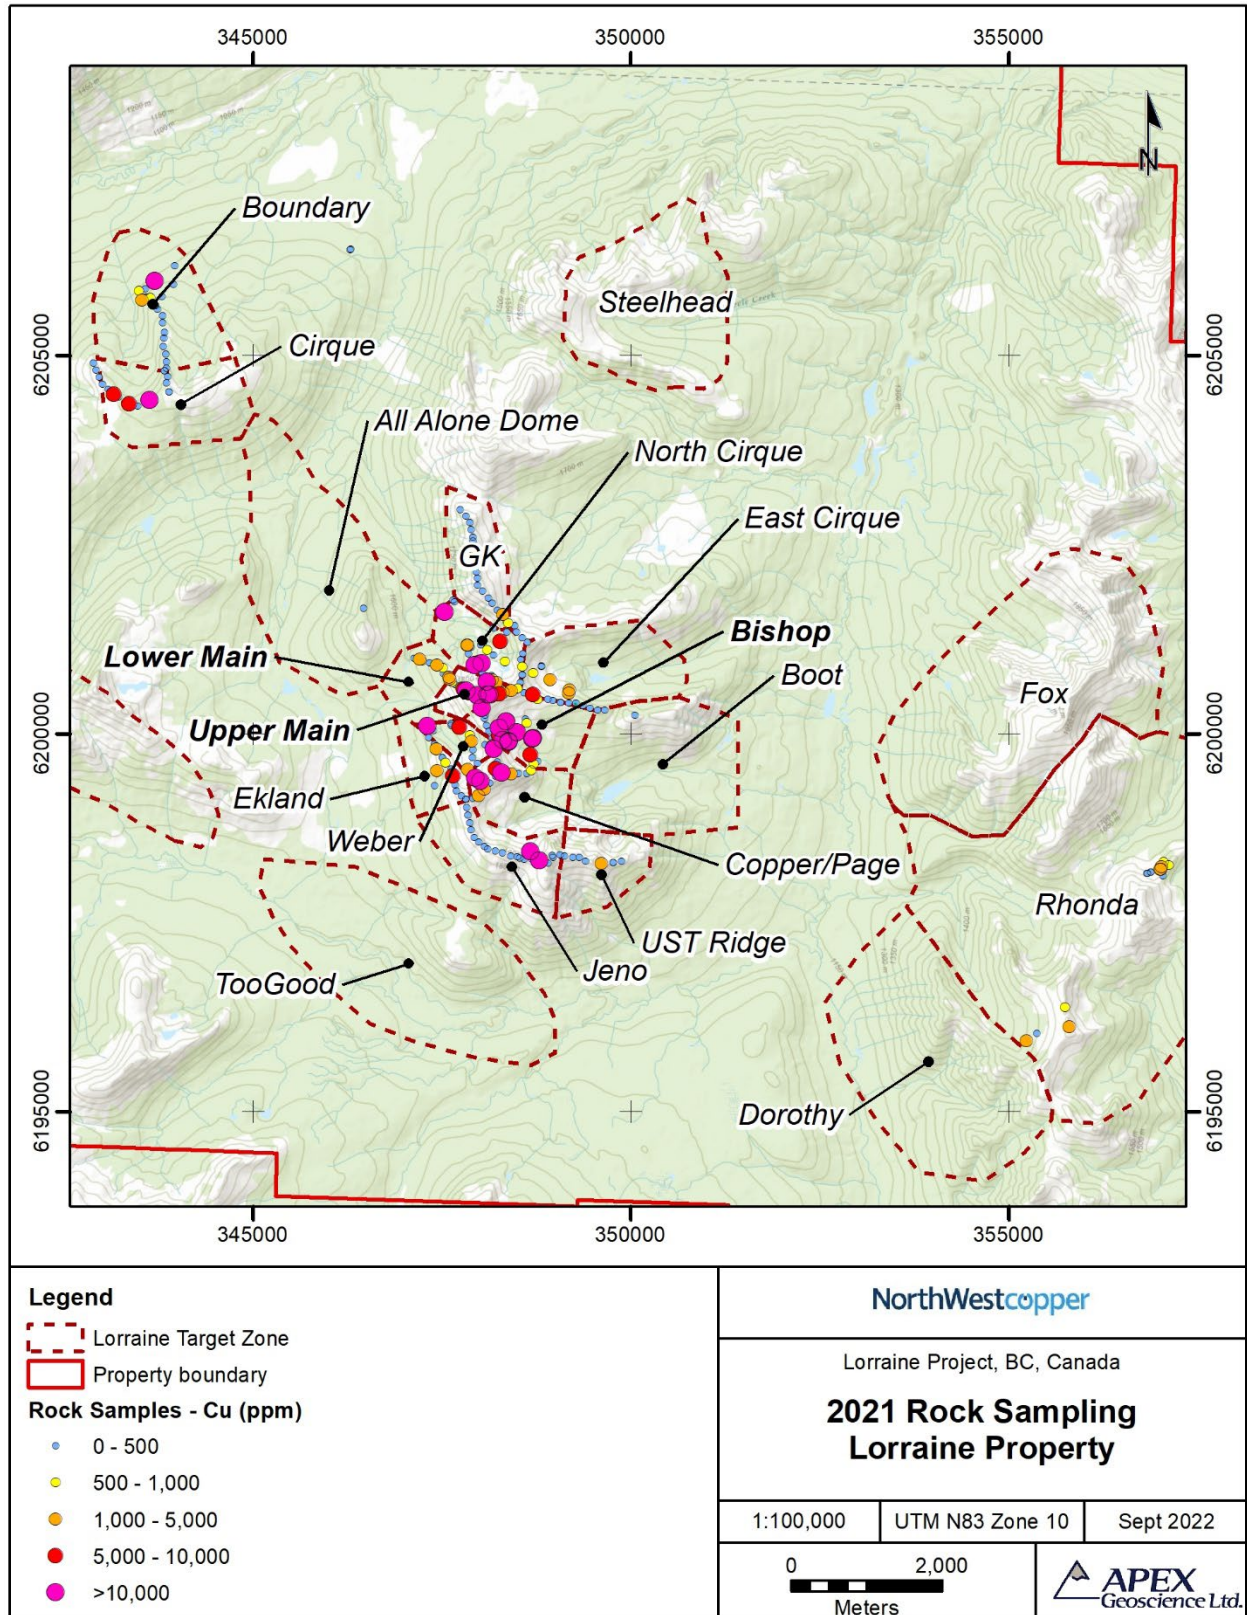 345000
350000
355000
Boundary
Steelhead
Cirque
6205000
6205000
All Alone Dome
North Cirque
East Cirque
GK
Bishop
Lower Main
Boot
Fox
Upper Main
6200000
6200000
Ekland
Weber
Copper/Page
Rhonda
UST Ridge
Jeno
TooGood
Dorothy
6195000
6195000
N
345000
350000
355000
Legend
Lorraine Target Zone
Property boundary
Rock Samples - Cu (ppm)
0 - 500
500 - 1,000
1,000 - 5,000
5,000 - 10,000
>10,000
NorthWestcopper
Lorraine Project, BC, Canada
2021 Rock Sampling
Lorraine Property
1:100,000
UTM N83 Zone 10
Sept 2022
0 2,000
Meters
APEX
Geoscience Ltd.